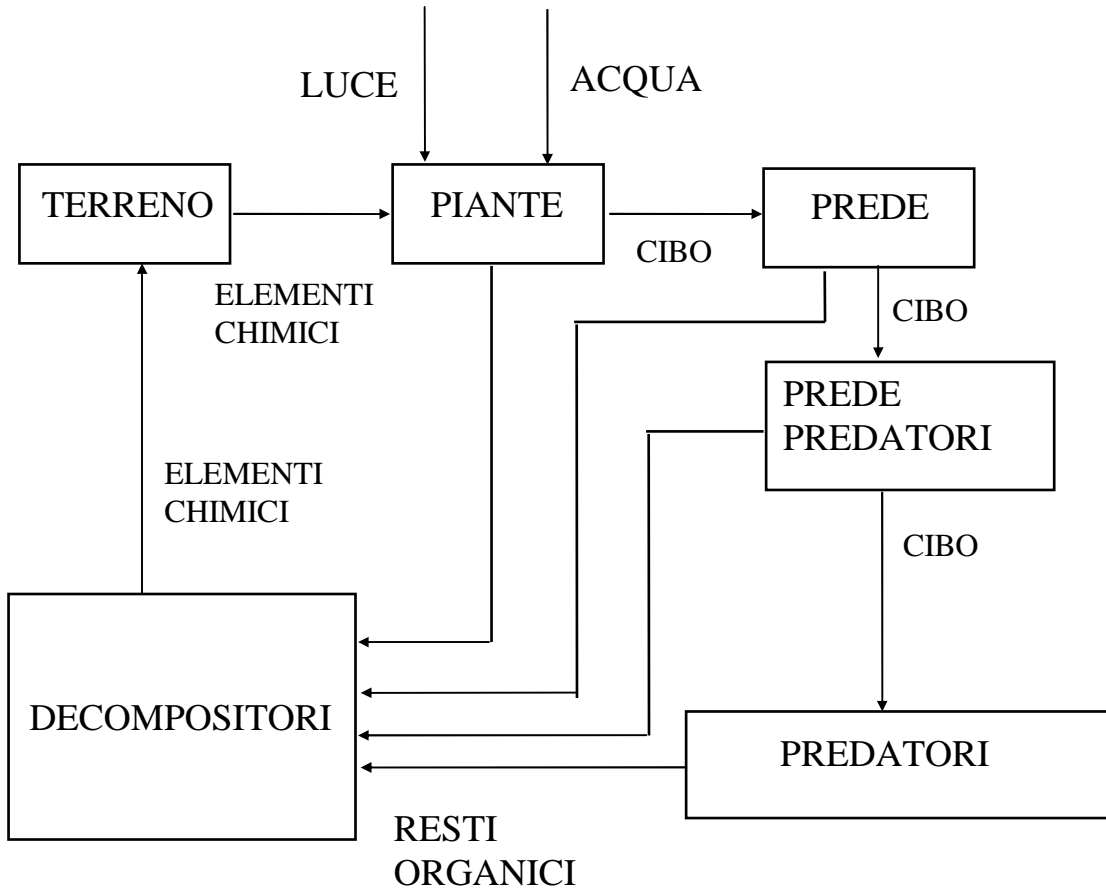 LUCE
ACQUA
TERRENO
PIANTE
PREDE
CIBO
ELEMENTI
CHIMICI
CIBO
PREDE
PREDATORI
ELEMENTI
CHIMICI
CIBO
DECOMPOSITORI
PREDATORI
RESTI
ORGANICI